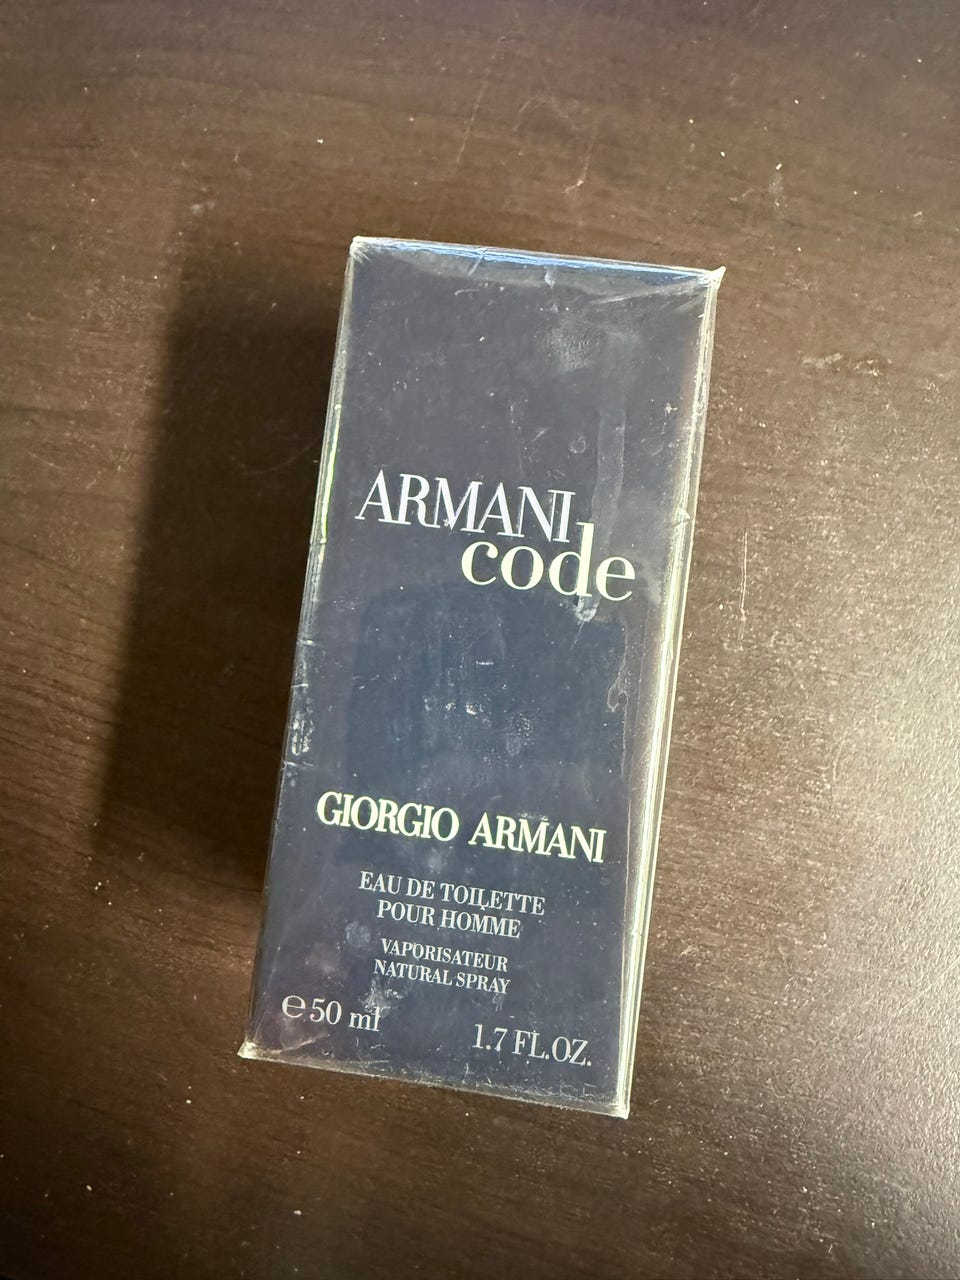 ARMANI
code
GIORGIO ARMANI
EAU DE TOILETTE
POUR HOMME
VAPORISATEUR
NATURAL SPRAY
℮50 ml
1.7 FL.OZ.